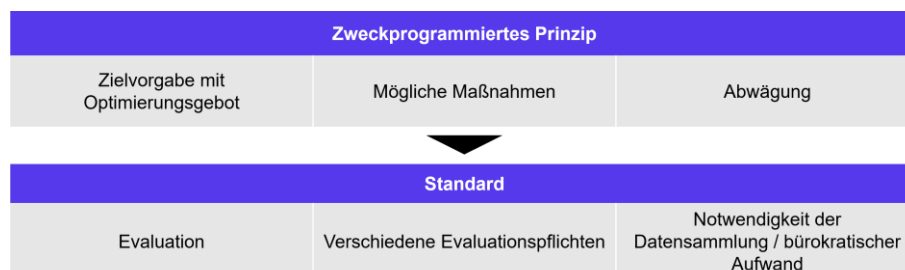 Zweckprogrammiertes Prinzip
Zielvorgabe mit
Optimierungsgebot
Mögliche Maßnahmen
Abwägung
Standard
Evaluation
Verschiedene Evaluationspflichten
Notwendigkeit der
Datensammlung / bürokratischer
Aufwand